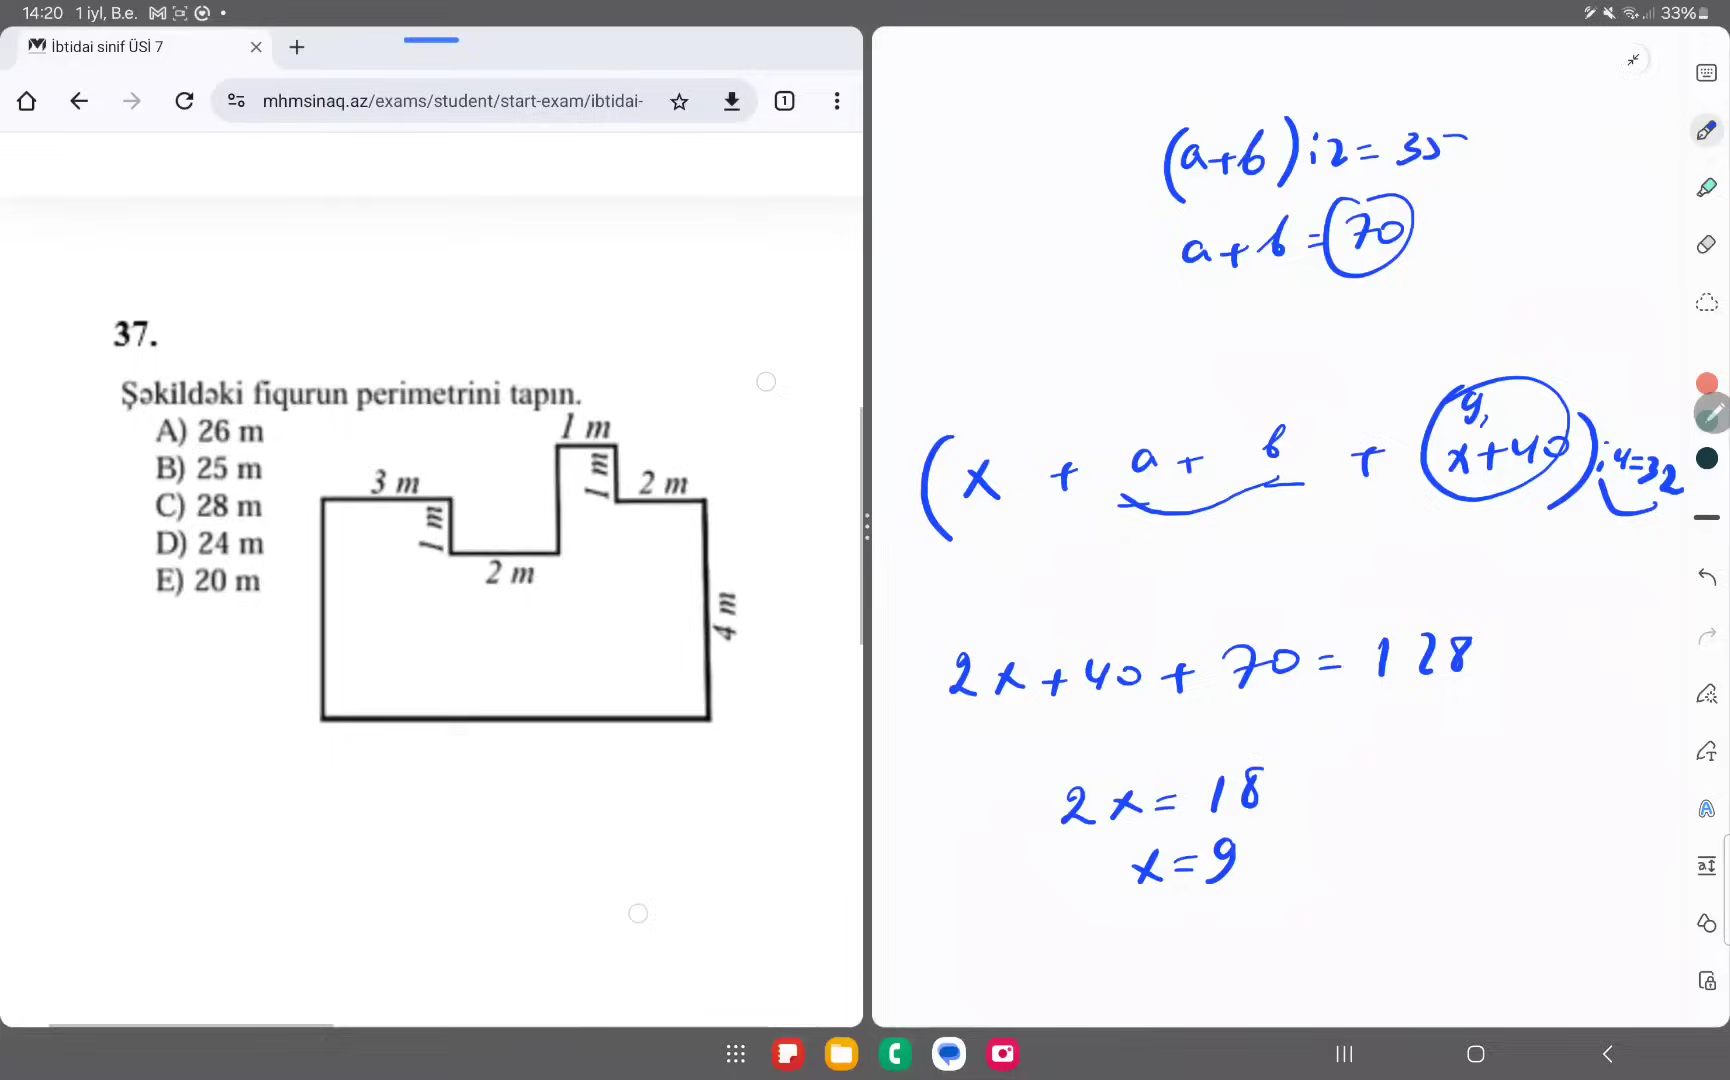 14:20 1 iyl, B.e.
33%
İbtidai sinif ÜSİ 7
mhmsinaq.az/exams/student/start-exam/ibtidai-
1
37.
Şəkildəki fiqurun perimetrini tapın.
A) 26 m
B) 25 m
C) 28 m
D) 24 m
E) 20 m
1 m
3 m
1 m
2 m
1 m
2 m
4 m
(a+b):2=35
a+b=70
9,
(x + a + b + x+40):4=32
2x+40+70=128
2x=18
x=9